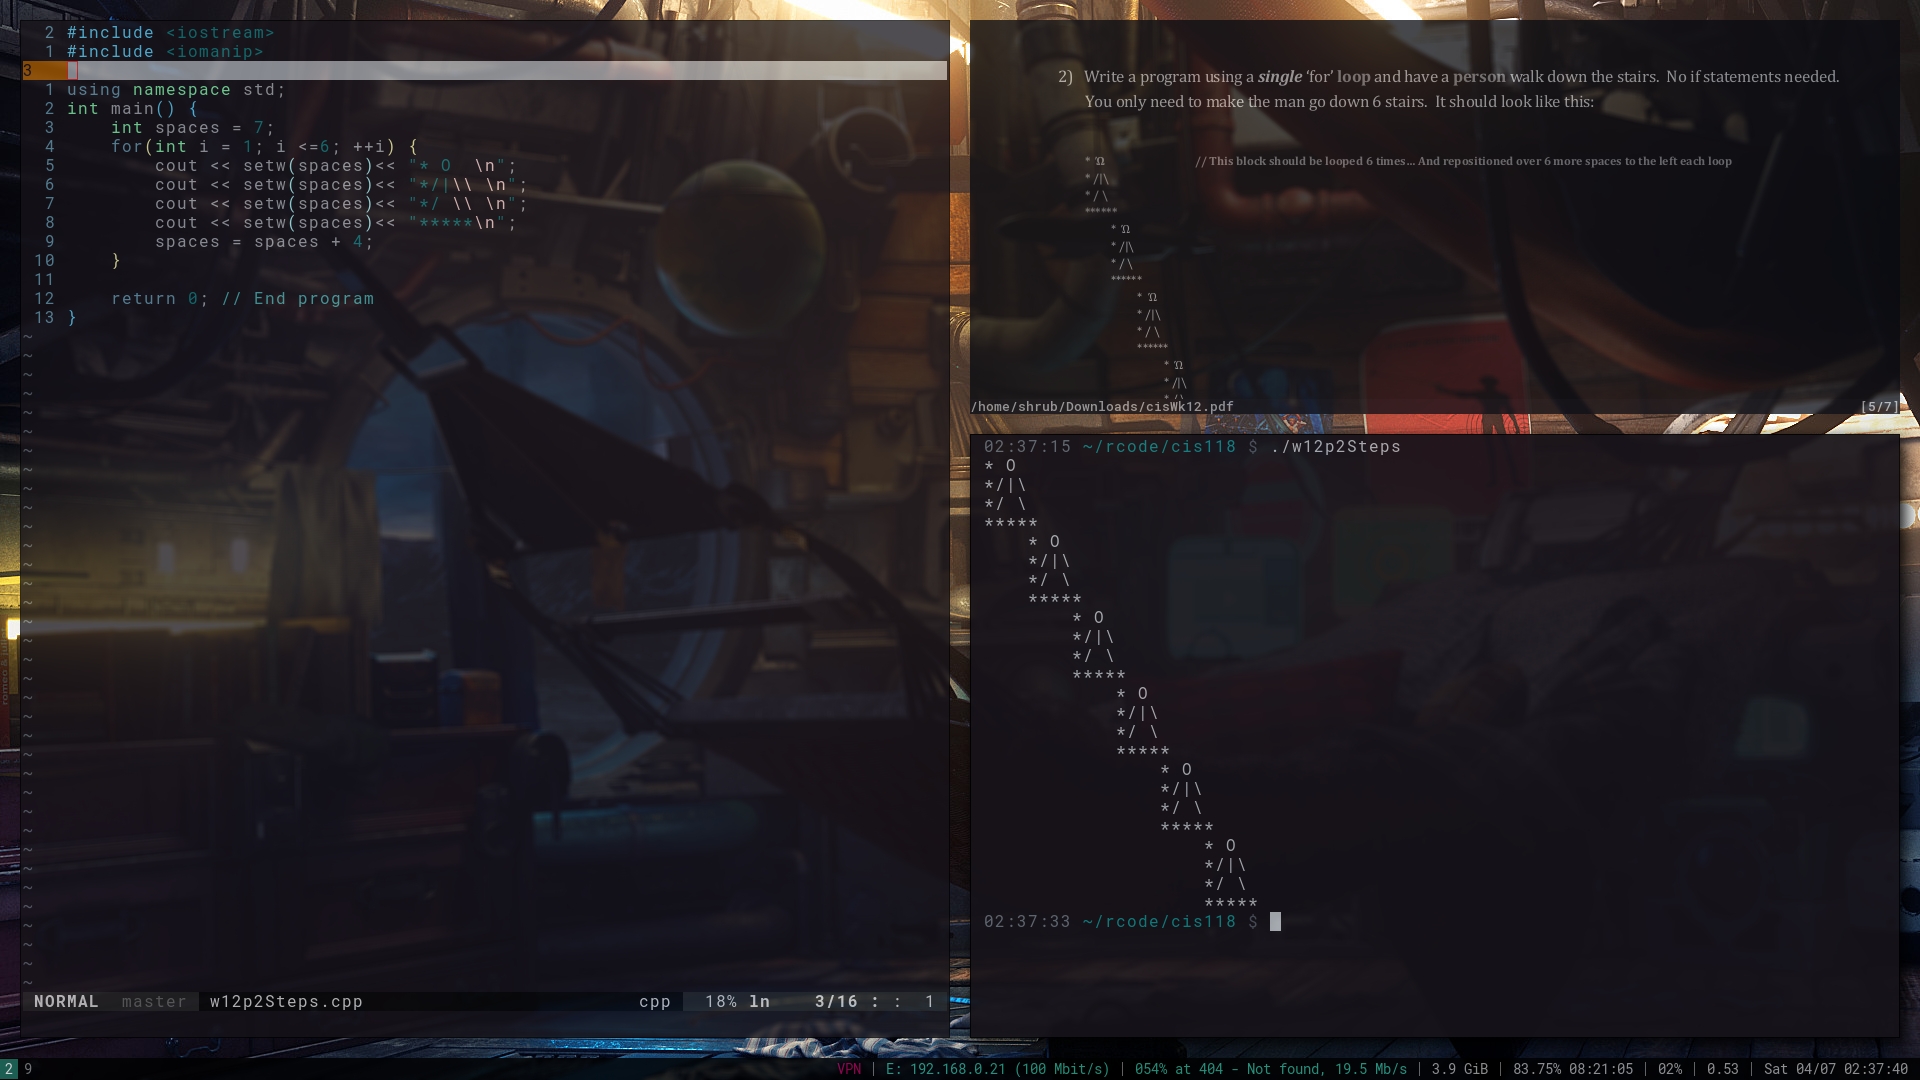 2 #include <iostream>
1 #include <iomanip>
3
1 using namespace std;
2 int main() {
3     int spaces = 7;
4     for(int i = 1; i <=6; ++i) {
5         cout << setw(spaces)<< "* O  \n";
6         cout << setw(spaces)<< "*/|\\ \n";
7         cout << setw(spaces)<< "*/ \\ \n";
8         cout << setw(spaces)<< "*****\n";
9         spaces = spaces + 4;
10     }
11
12     return 0; // End program
13 }
NORMAL master w12p2Steps.cpp cpp 18% ln 3/16 : : 1
2) Write a program using a single ‘for’ loop and have a person walk down the stairs. No if statements needed.
You only need to make the man go down 6 stairs. It should look like this:
* Ώ // This block should be looped 6 times... And repositioned over 6 more spaces to the left each loop
* /|\
* / \
******
    * Ώ
    * /|\
    * / \
    ******
        * Ώ
        * /|\
        * / \
        ******
            * Ώ
            * /|\
/home/shrub/Downloads/cisWk12.pdf [5/7]
02:37:15 ~/rcode/cis118 $ ./w12p2Steps
* O
*/|\
*/ \
*****
    * O
    */|\
    */ \
    *****
        * O
        */|\
        */ \
        *****
            * O
            */|\
            */ \
            *****
                * O
                */|\
                */ \
                *****
                    * O
                    */|\
                    */ \
                    *****
02:37:33 ~/rcode/cis118 $
2 9 VPN | E: 192.168.0.21 (100 Mbit/s) | 054% at 404 - Not found, 19.5 Mb/s | 3.9 GiB | 83.75% 08:21:05 | 02% | 0.53 | Sat 04/07 02:37:40